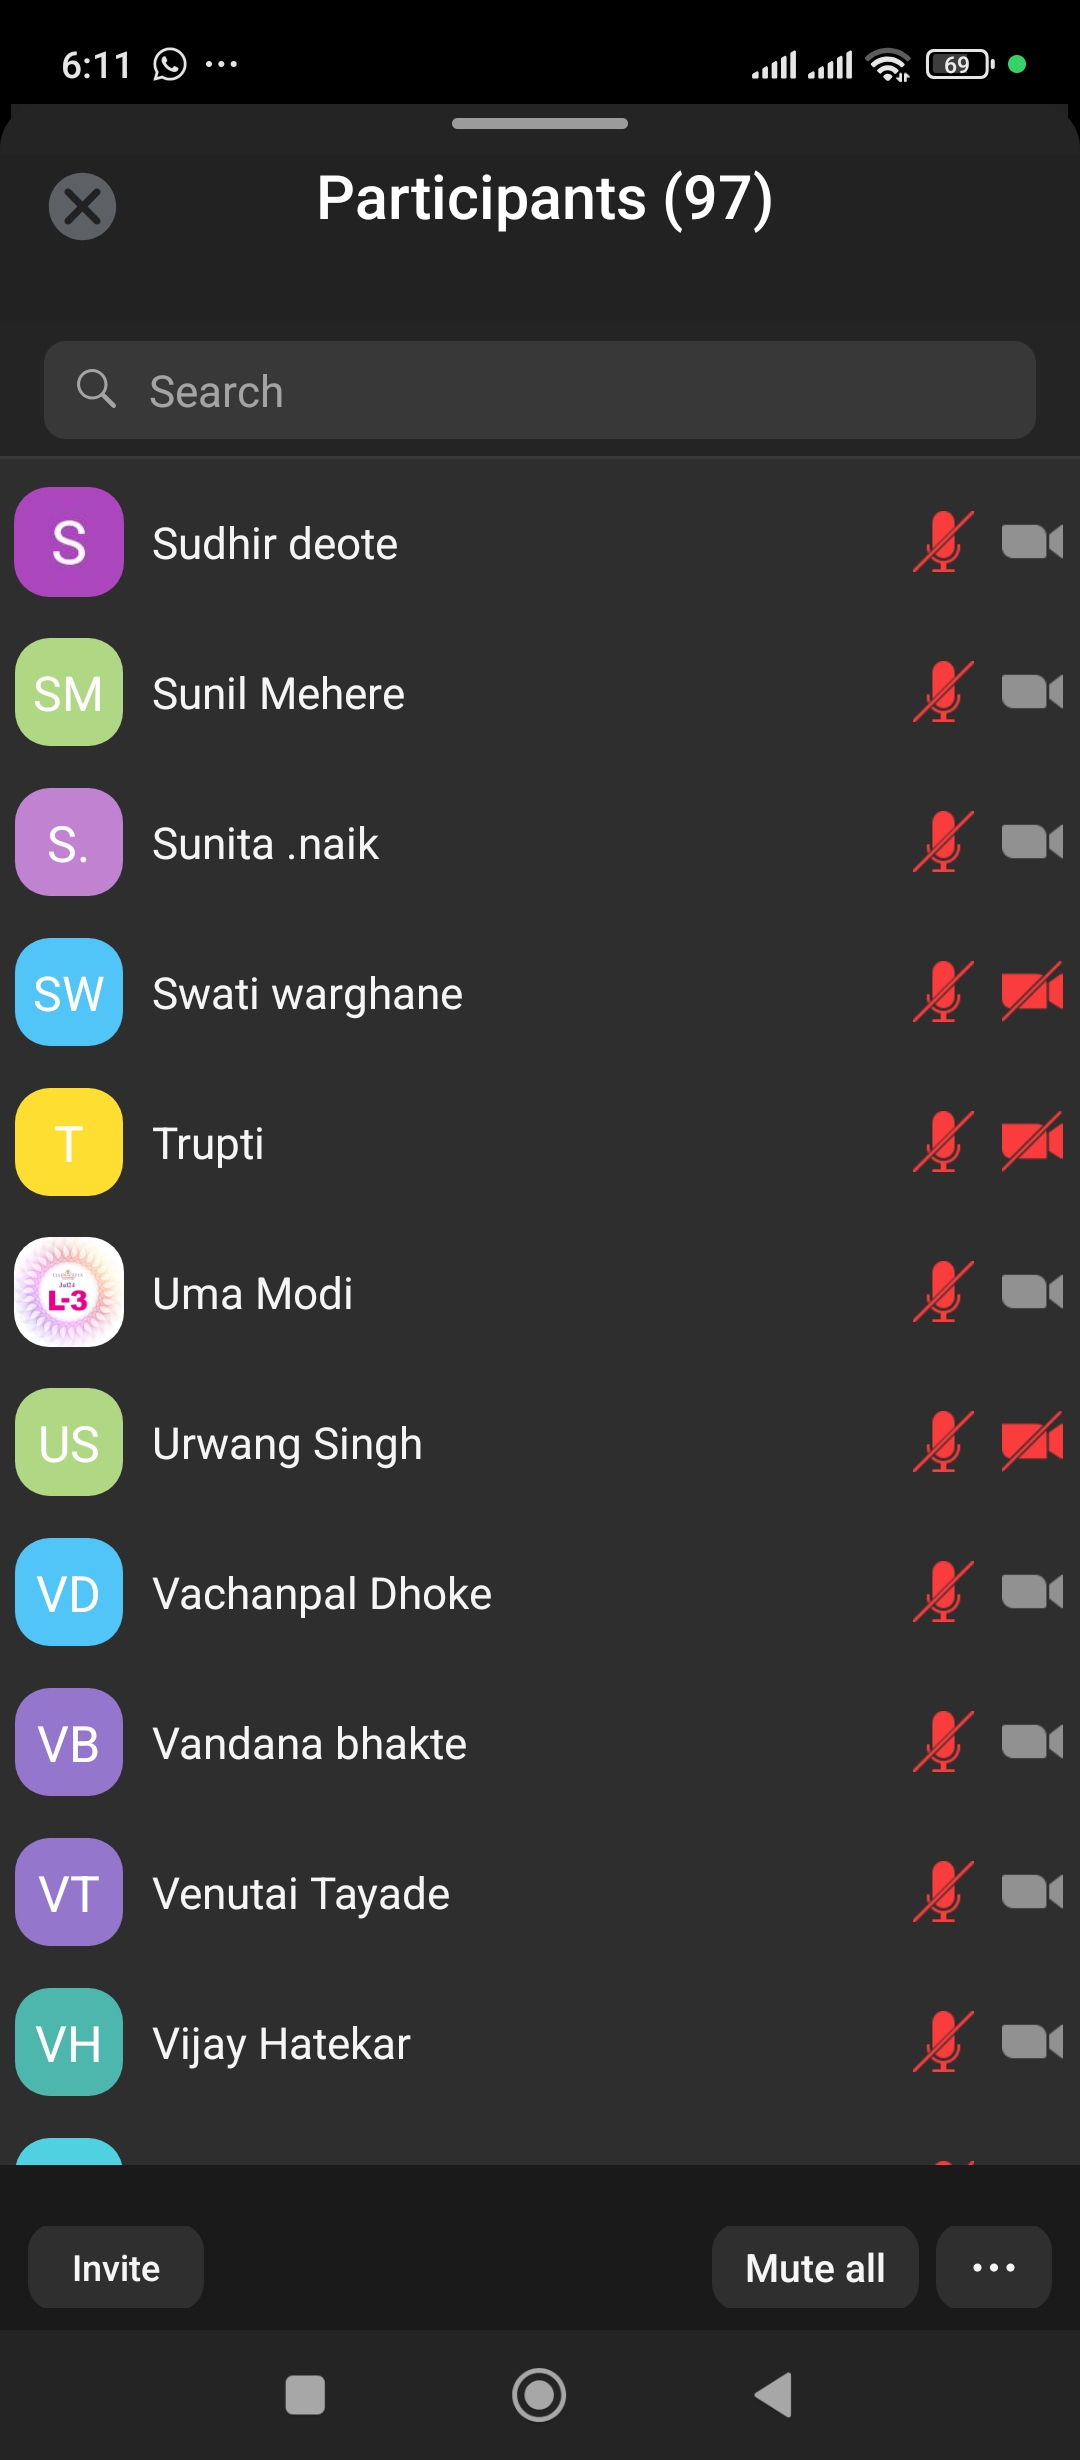 6:11
69
Participants (97)
Search
S Sudhir deote
SM Sunil Mehere
S. Sunita .naik
SW Swati warghane
T Trupti
Jul24
L-3 Uma Modi
US Urwang Singh
VD Vachanpal Dhoke
VB Vandana bhakte
VT Venutai Tayade
VH Vijay Hatekar
Invite Mute all